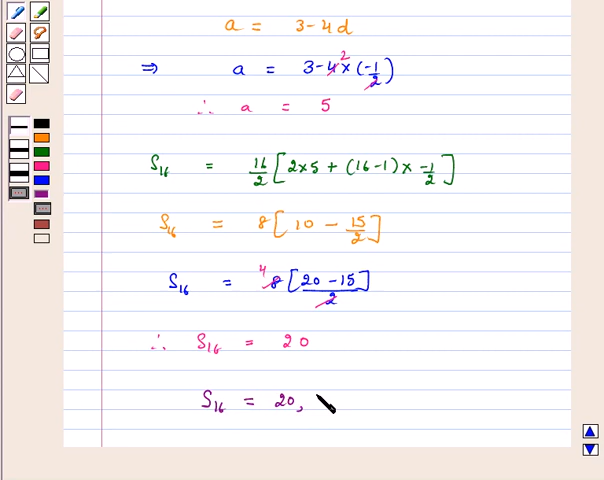 a = 3-4d
⇒ a = 3-4 2 × (-1/2)
∴ a = 5
S₁₆ = 16/2 [2×5 + (16-1) × -1/2]
S₁₆ = 8 [10 - 15/2]
S₁₆ = 4 8 [20-15/2]
∴ S₁₆ = 20
S₁₆ = 20,